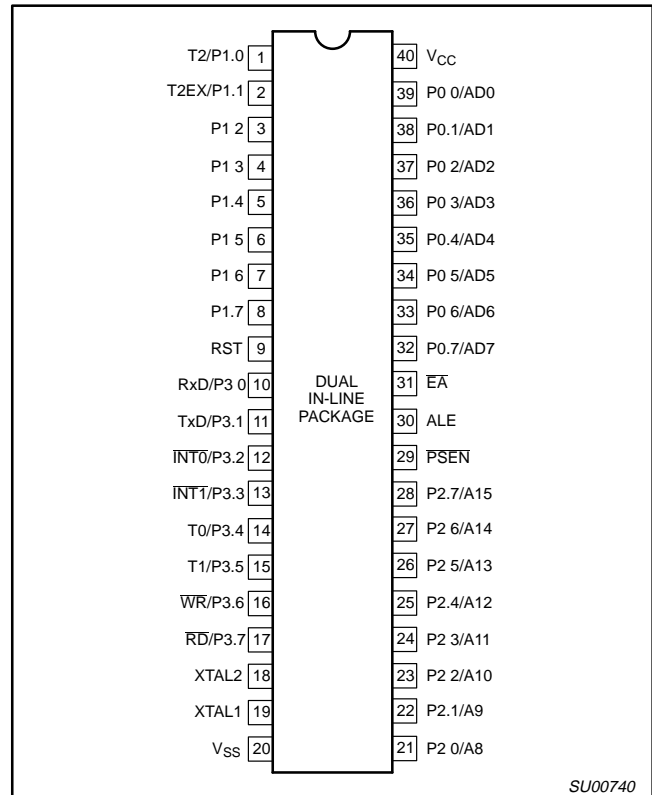 T2/P1.0 1
T2EX/P1.1 2
P1 2 3
P1 3 4
P1.4 5
P1 5 6
P1 6 7
P1.7 8
RST 9
RxD/P3 0 10
TxD/P3.1 11
INT0/P3.2 12
INT1/P3.3 13
T0/P3.4 14
T1/P3.5 15
WR/P3.6 16
RD/P3.7 17
XTAL2 18
XTAL1 19
VSS 20
DUAL
IN-LINE
PACKAGE
40 VCC
39 P0 0/AD0
38 P0.1/AD1
37 P0 2/AD2
36 P0 3/AD3
35 P0.4/AD4
34 P0 5/AD5
33 P0 6/AD6
32 P0.7/AD7
31 EA
30 ALE
29 PSEN
28 P2.7/A15
27 P2 6/A14
26 P2 5/A13
25 P2.4/A12
24 P2 3/A11
23 P2 2/A10
22 P2.1/A9
21 P2 0/A8
SU00740